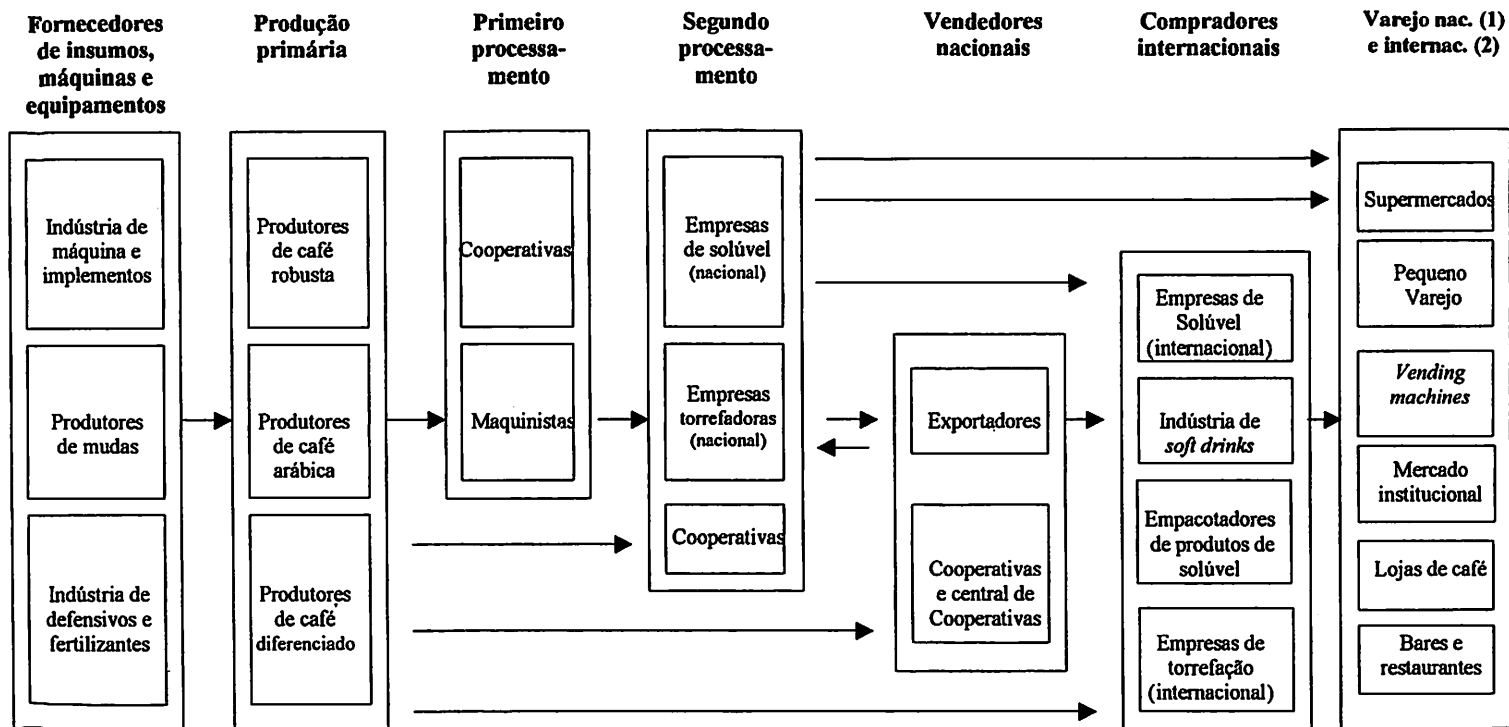 Fornecedores
de insumos,
máquinas e
equipamentos
Produção
primária
Primeiro
processa-
mento
Segundo
processa-
mento
Vendedores
nacionais
Compradores
internacionais
Varejo nac. (1)
e internac. (2)
Indústria de
máquina e
implementos
Produtores
de mudas
Indústria de
defensivos e
fertilizantes
Produtores
de café
robusta
Produtores
de café
arábica
Produtores
de café
diferenciado
Cooperativas
Maquinistas
Empresas
de solúvel
(nacional)
Empresas
torrefadoras
(nacional)
Cooperativas
Exportadores
Cooperativas
e central de
Cooperativas
Empresas de
Solúvel
(internacional)
Indústria de
soft drinks
Empacotadores
de produtos de
solúvel
Empresas de
torrefação
(internacional)
Supermercados
Pequeno
Varejo
Vending
machines
Mercado
institucional
Lojas de café
Bares e
restaurantes